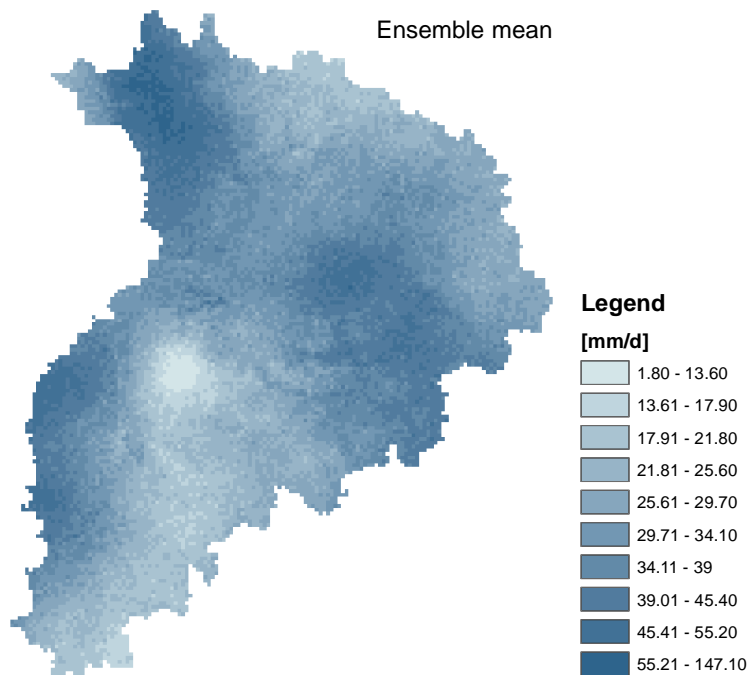 Ensemble mean
Legend
[mm/d]
1.80 - 13.60
13.61 - 17.90
17.91 - 21.80
21.81 - 25.60
25.61 - 29.70
29.71 - 34.10
34.11 - 39
39.01 - 45.40
45.41 - 55.20
55.21 - 147.10